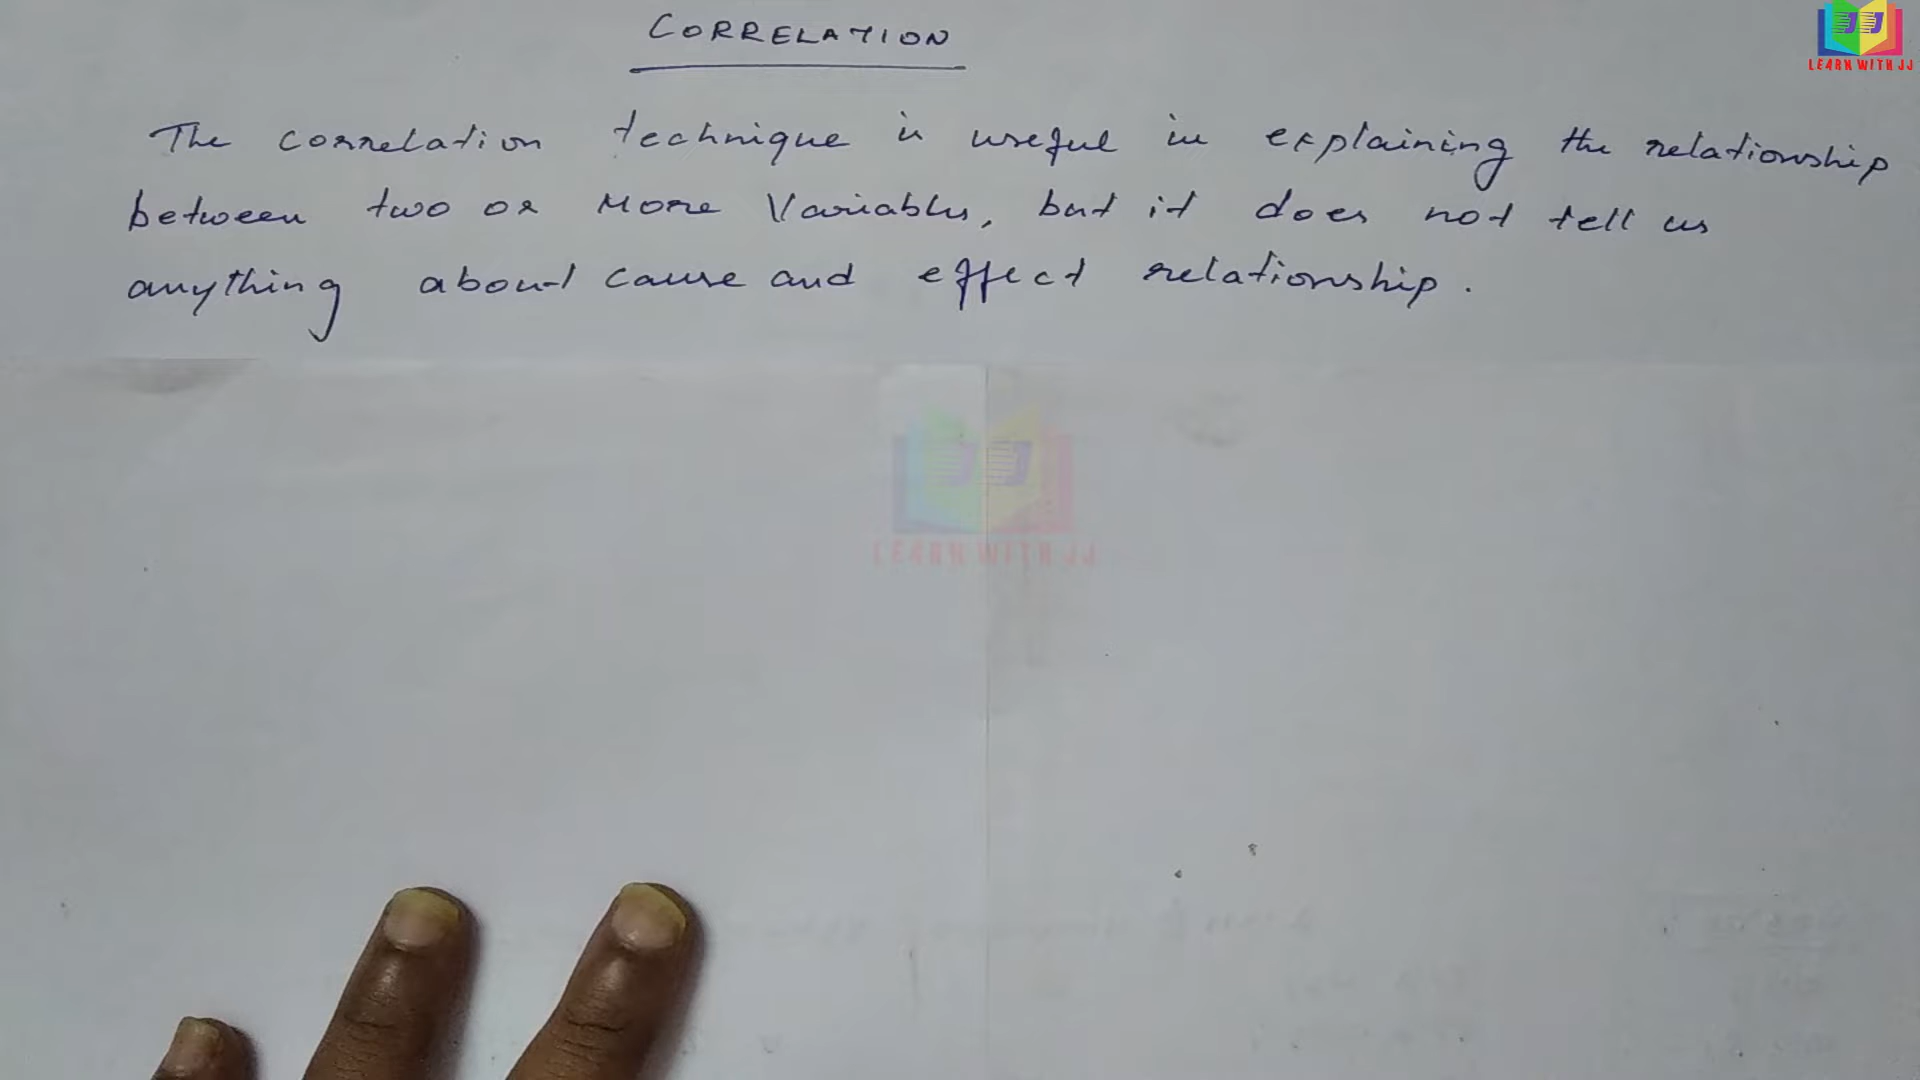 CORRELATION
LEARN WITH JJ
The correlation technique is useful in explaining the relationship
between two or More Variables, but it does not tell us
anything about cause and effect relationship.
LEARN WITH JJ